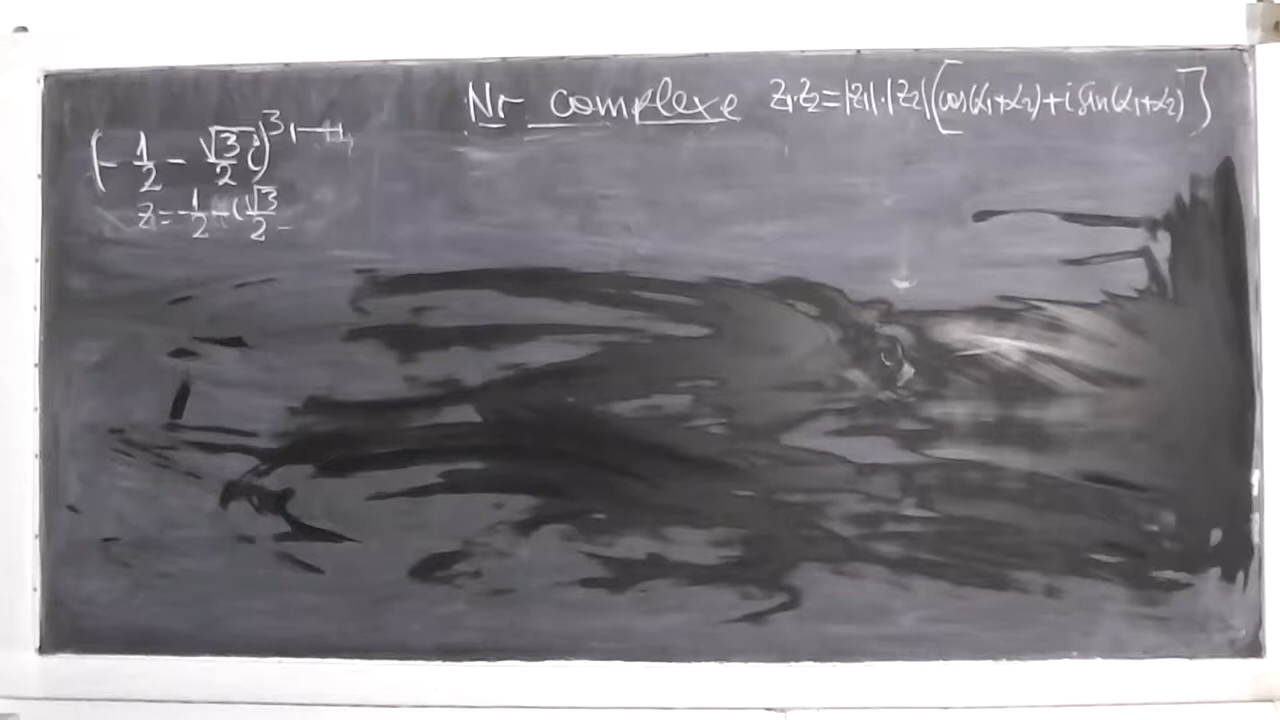 Nr complexe z₁·z₂=|z₁|·|z₂|[cos(α₁+α₂)+i sin(α₁+α₂)]
(-1/2 - √3/2 i)³
z=-1/2-i√3/2